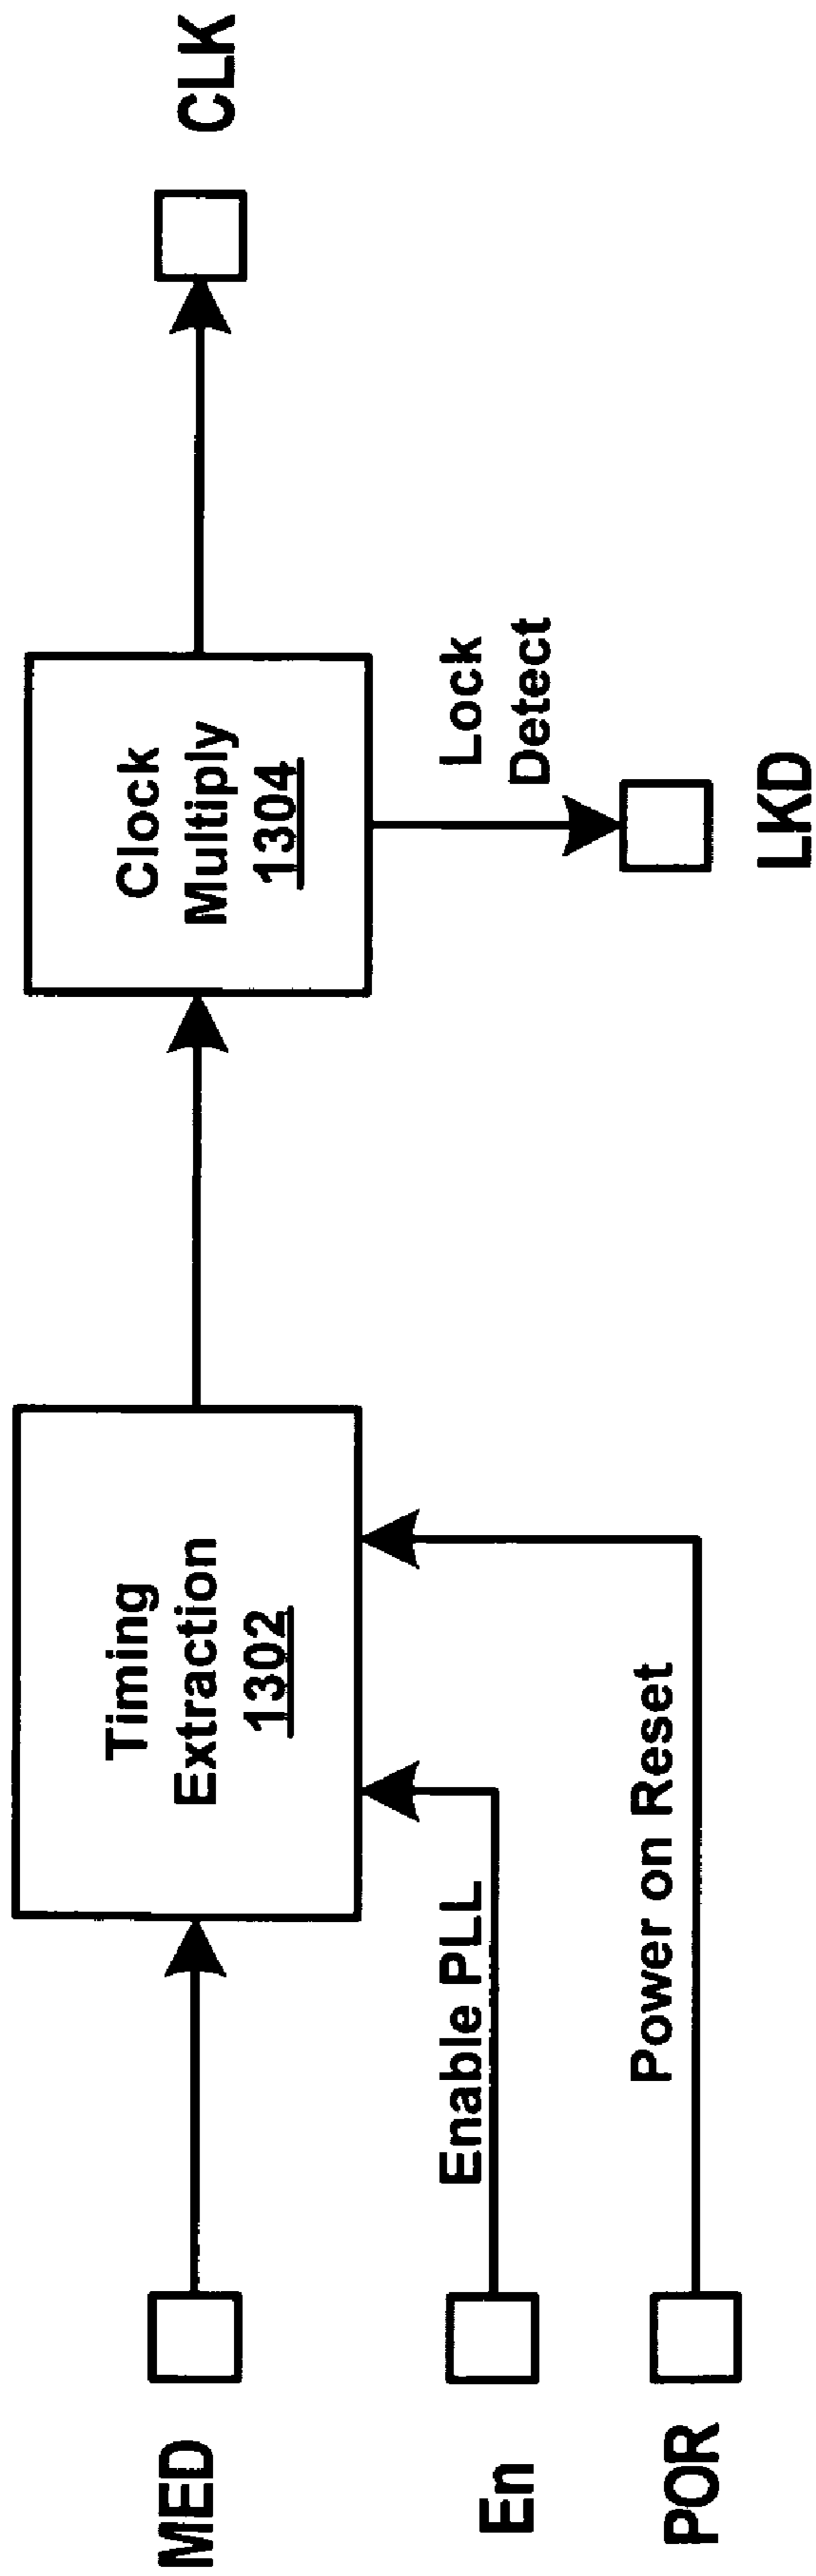 MED
Timing
Extraction
1302
Clock
Multiply
1304
CLK
Enable PLL
En
Lock
Detect
Power on Reset
POR
LKD